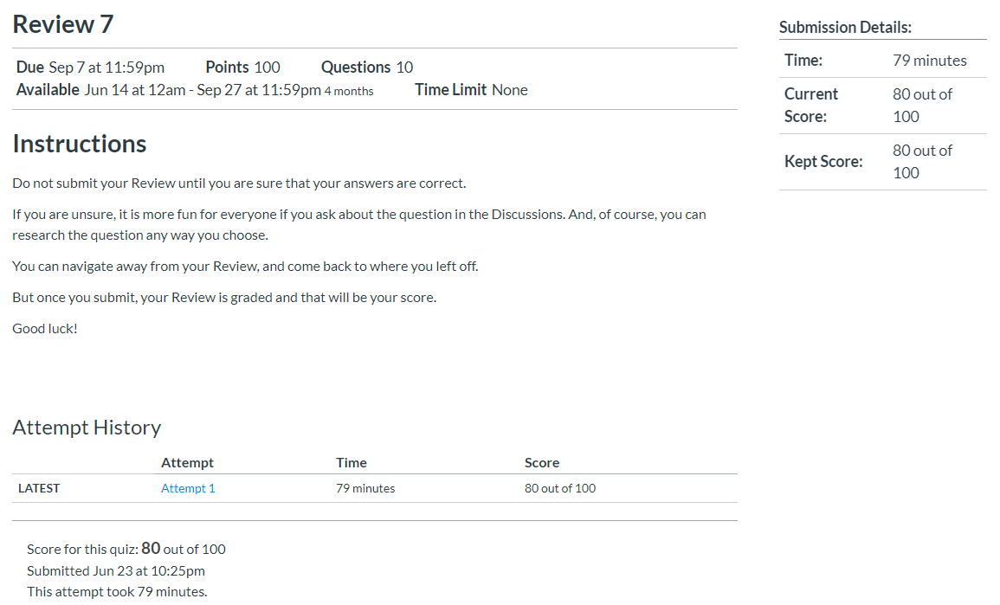 Review 7
Due Sep 7 at 11:59pm Points 100 Questions 10
Available Jun 14 at 12am - Sep 27 at 11:59pm 4 months Time Limit None
Instructions
Do not submit your Review until you are sure that your answers are correct.
If you are unsure, it is more fun for everyone if you ask about the question in the Discussions. And, of course, you can
research the question any way you choose.
You can navigate away from your Review, and come back to where you left off.
But once you submit, your Review is graded and that will be your score.
Good luck!
Attempt History
Attempt Time Score
LATEST Attempt 1 79 minutes 80 out of 100
Score for this quiz: 80 out of 100
Submitted Jun 23 at 10:25pm
This attempt took 79 minutes.
Submission Details:
Time: 79 minutes
Current Score: 80 out of 100
Kept Score: 80 out of 100